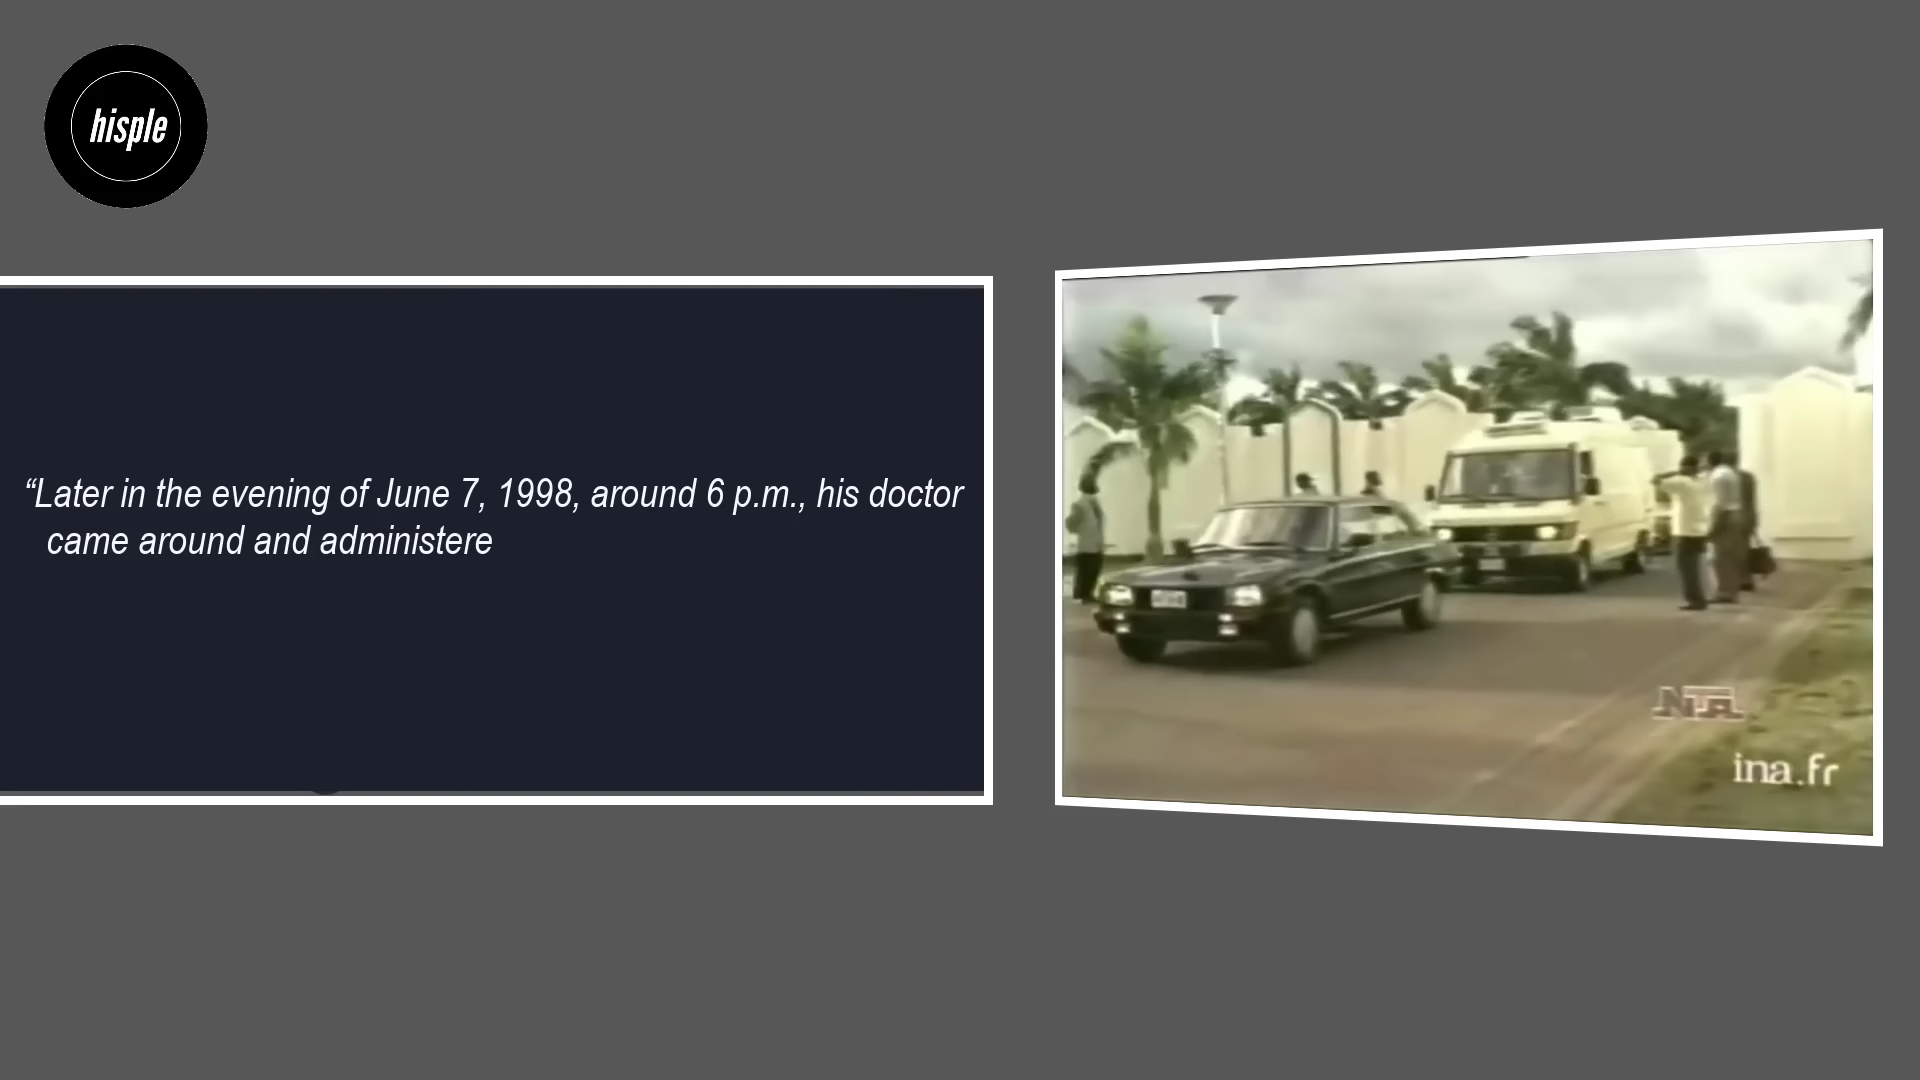 hisple
“Later in the evening of June 7, 1998, around 6 p.m., his doctor
came around and administere
NTA
ina.fr